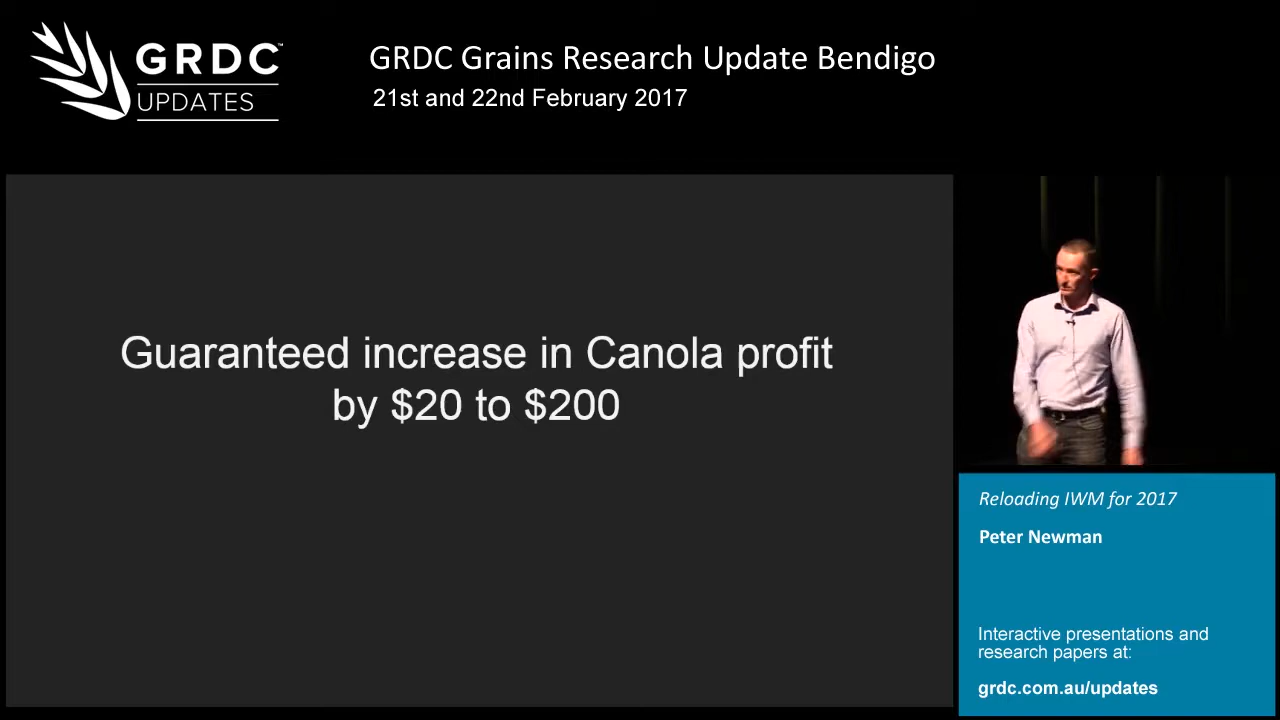 GRDC™
UPDATES
GRDC Grains Research Update Bendigo
21st and 22nd February 2017
Guaranteed increase in Canola profit
by $20 to $200
Reloading IWM for 2017
Peter Newman
Interactive presentations and
research papers at:
grdc.com.au/updates